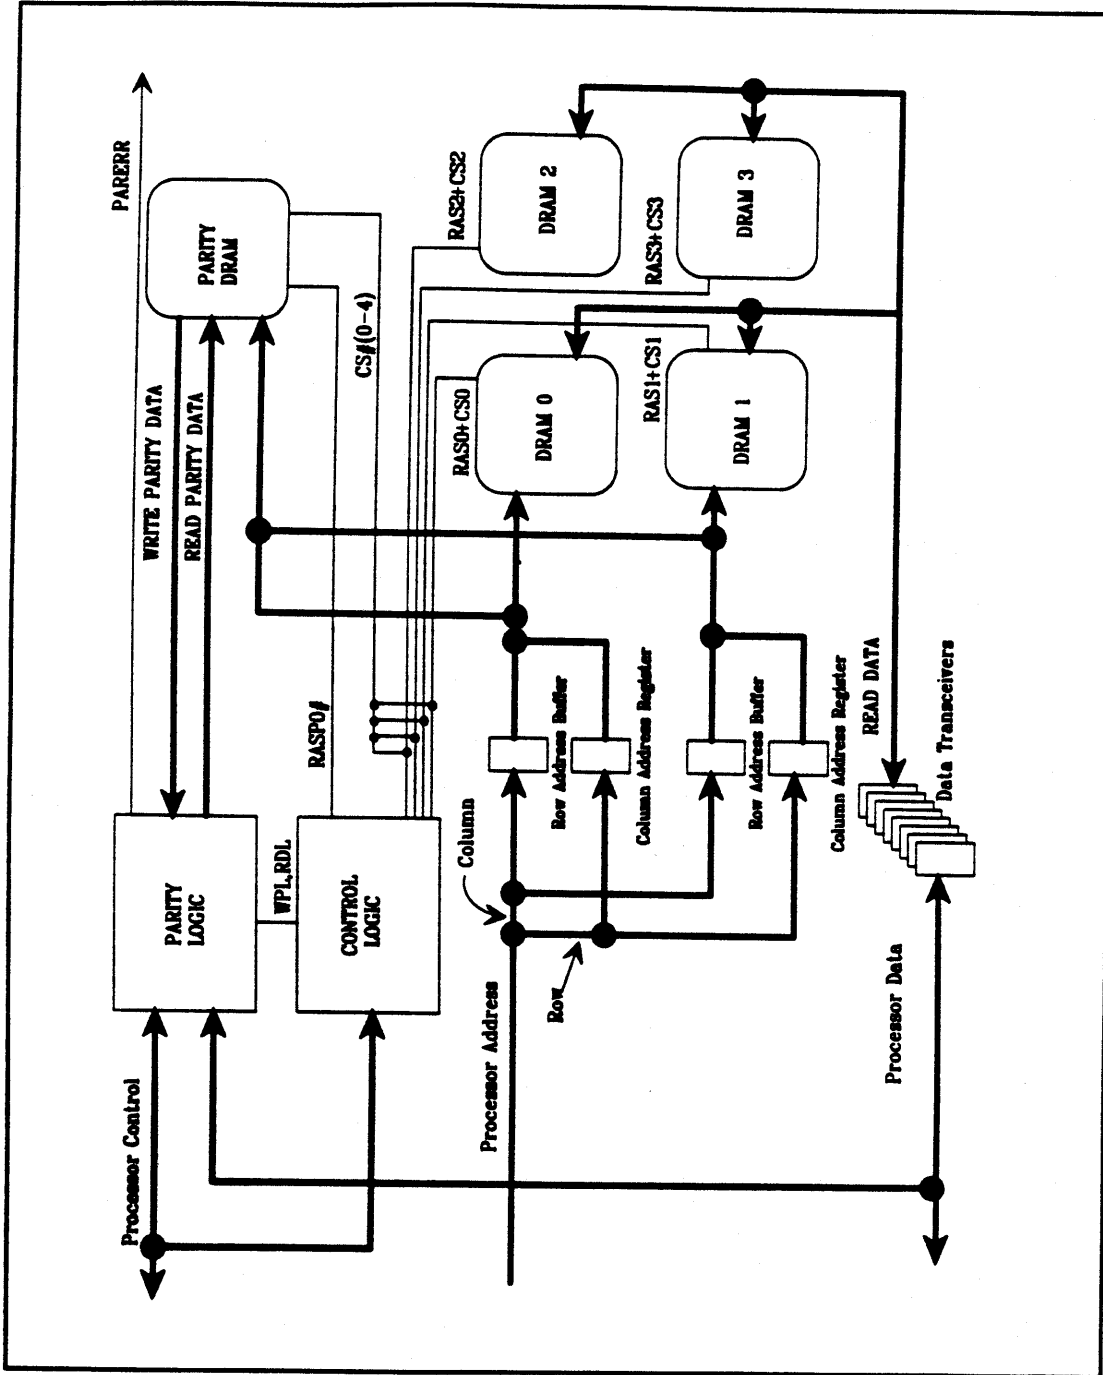 PARERR
WRITE PARITY DATA
READ PARITY DATA
PARITY
DRAM
PARITY
LOGIC
Processor Control
WPL,RDL
RASP0#
CS#(0-4)
CONTROL
LOGIC
RAS2+CS2
DRAM 2
RAS0+CS0
DRAM 0
Column
Processor Address
Row
Row Address Buffer
Column Address Register
RAS3+CS3
DRAM 3
RAS1+CS1
DRAM 1
Row Address Buffer
Column Address Register
READ DATA
Processor Data
Data Transceivers